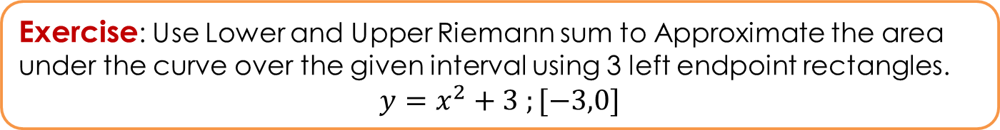 Exercise: Use Lower and Upper Riemann sum to Approximate the area
under the curve over the given interval using 3 left endpoint rectangles.
y = x² + 3 ; [−3,0]